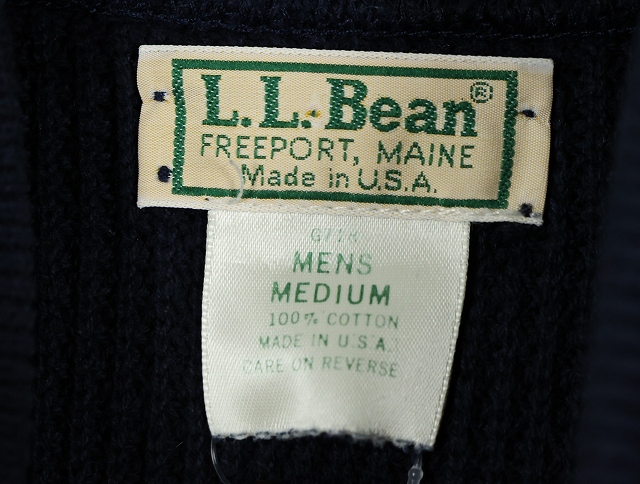 L.L.Bean®
FREEPORT, MAINE
Made in U.S.A.
MENS
MEDIUM
100% COTTON
MADE IN U.S.A.
CARE ON REVERSE